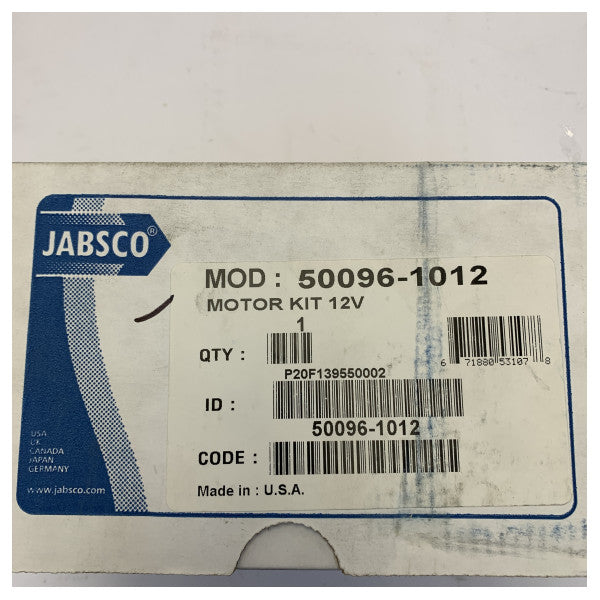 JABSCO®
MOD : 50096-1012
MOTOR KIT 12V
1
QTY :
6 71880 53107 8
P20F139550002
ID :
50096-1012
CODE :
Made in : U.S.A.
USA
UK
CANADA
JAPAN
GERMANY
www.jabsco.com